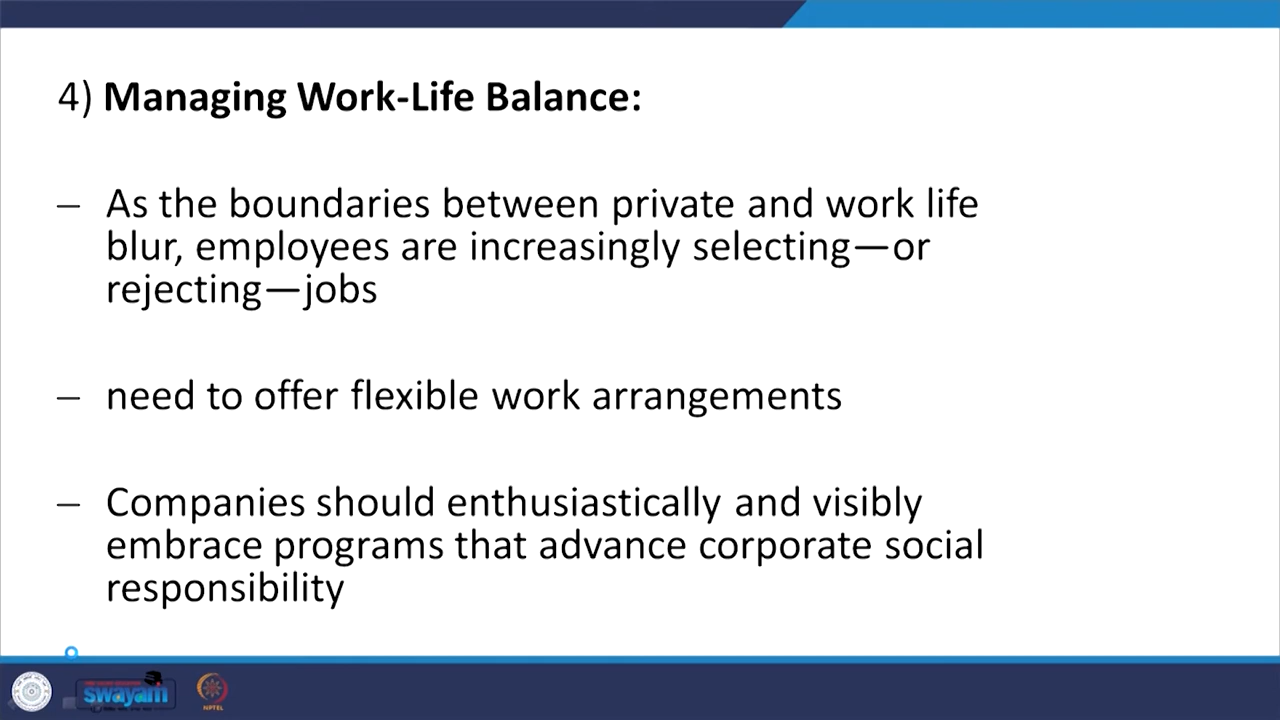 4) Managing Work-Life Balance:
– As the boundaries between private and work life
blur, employees are increasingly selecting—or
rejecting—jobs
– need to offer flexible work arrangements
– Companies should enthusiastically and visibly
embrace programs that advance corporate social
responsibility
swayam
NPTEL